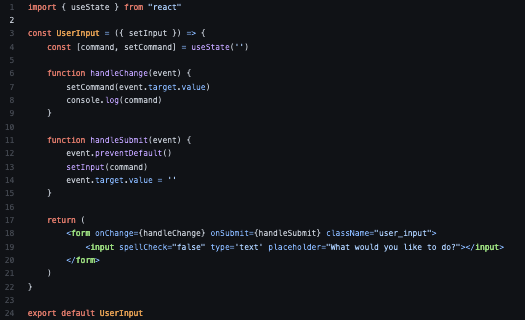 1 import { useState } from "react"
2
3 const UserInput = ({ setInput }) => {
4 const [command, setCommand] = useState('')
5
6 function handleChange(event) {
7 setCommand(event.target.value)
8 console.log(command)
9 }
10
11 function handleSubmit(event) {
12 event.preventDefault()
13 setInput(command)
14 event.target.value = ''
15 }
16
17 return (
18 <form onChange={handleChange} onSubmit={handleSubmit} className="user_input">
19 <input spellCheck="false" type='text' placeholder="What would you like to do?"></input>
20 </form>
21 )
22 }
23
24 export default UserInput